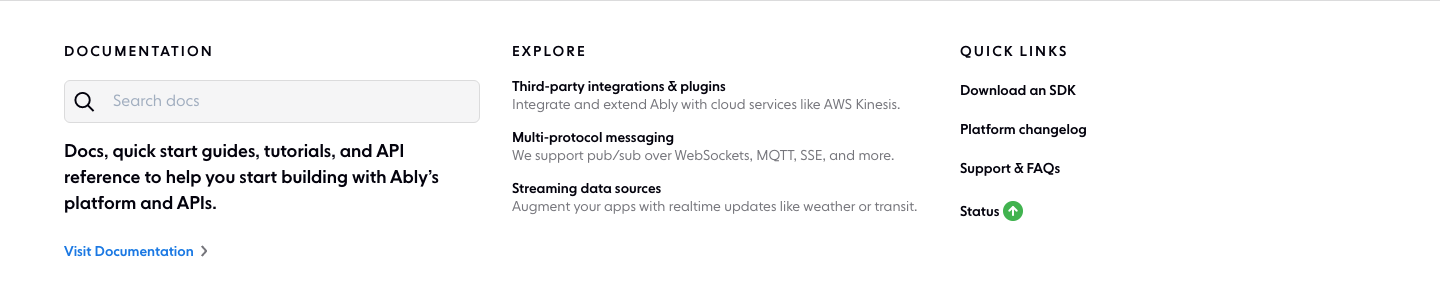 DOCUMENTATION
Search docs
Docs, quick start guides, tutorials, and API
reference to help you start building with Ably’s
platform and APIs.
Visit Documentation
EXPLORE
Third-party integrations & plugins
Integrate and extend Ably with cloud services like AWS Kinesis.
Multi-protocol messaging
We support pub/sub over WebSockets, MQTT, SSE, and more.
Streaming data sources
Augment your apps with realtime updates like weather or transit.
QUICK LINKS
Download an SDK
Platform changelog
Support & FAQs
Status